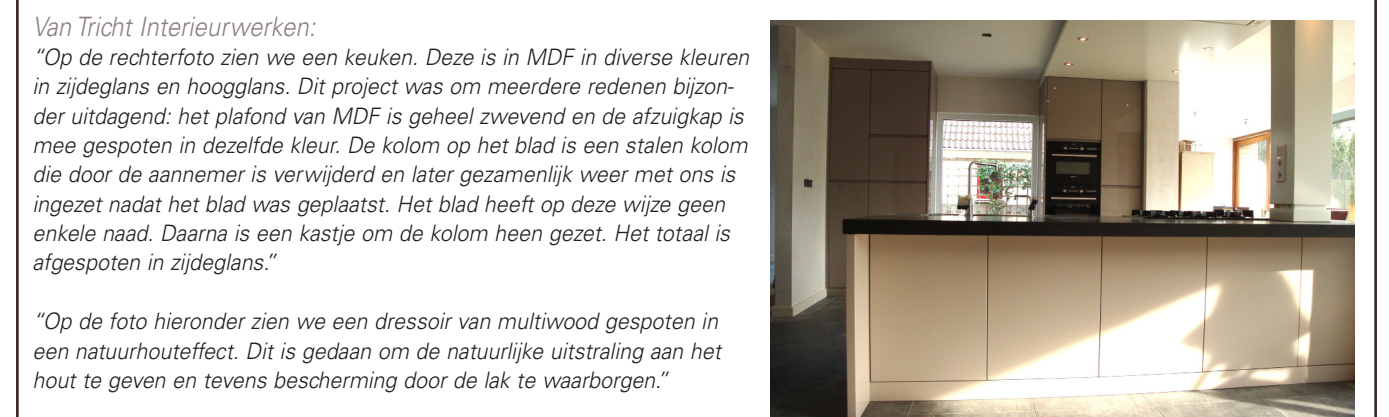 Van Tricht Interieurwerken:
“Op de rechterfoto zien we een keuken. Deze is in MDF in diverse kleuren
in zijdeglans en hoogglans. Dit project was om meerdere redenen bijzon-
der uitdagend: het plafond van MDF is geheel zwevend en de afzuigkap is
mee gespoten in dezelfde kleur. De kolom op het blad is een stalen kolom
die door de aannemer is verwijderd en later gezamenlijk weer met ons is
ingezet nadat het blad was geplaatst. Het blad heeft op deze wijze geen
enkele naad. Daarna is een kastje om de kolom heen gezet. Het totaal is
afgespoten in zijdeglans.”
“Op de foto hieronder zien we een dressoir van multiwood gespoten in
een natuurhouteffect. Dit is gedaan om de natuurlijke uitstraling aan het
hout te geven en tevens bescherming door de lak te waarborgen.”